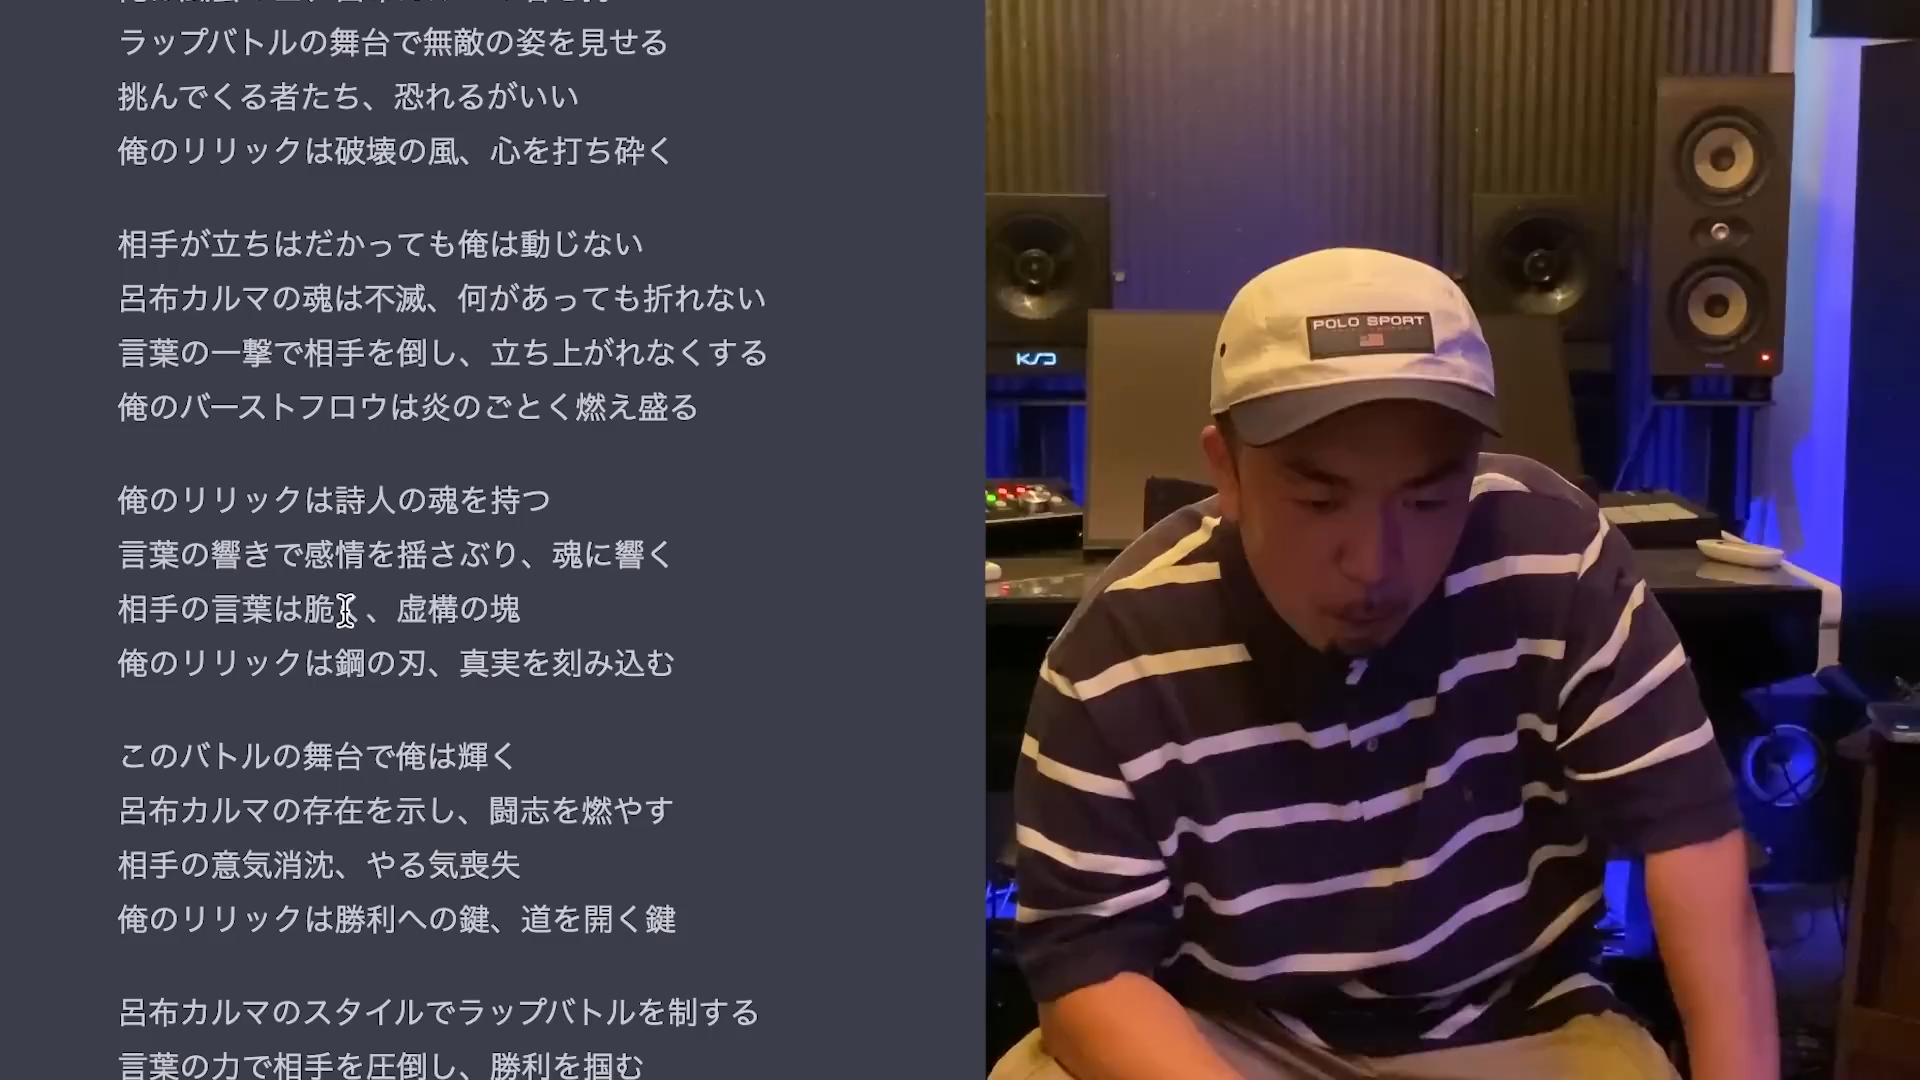 ラップバトルの舞台で無敵の姿を見せる
挑んでくる者たち、恐れるがいい
俺のリリックは破壊の風、心を打ち砕く
相手が立ちはだかっても俺は動じない
呂布カルマの魂は不滅、何があっても折れない
言葉の一撃で相手を倒し、立ち上がれなくする
俺のバーストフロウは炎のごとく燃え盛る
俺のリリックは詩人の魂を持つ
言葉の響きで感情を揺さぶり、魂に響く
相手の言葉は脆く、虚構の塊
俺のリリックは鋼の刃、真実を刻み込む
このバトルの舞台で俺は輝く
呂布カルマの存在を示し、闘志を燃やす
相手の意気消沈、やる気喪失
俺のリリックは勝利への鍵、道を開く鍵
呂布カルマのスタイルでラップバトルを制する
言葉の力で相手を圧倒し、勝利を掴む
POLO SPORT
KSD